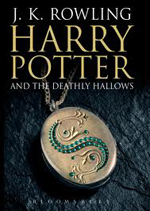 J. K. ROWLING
HARRY
POTTER
AND THE DEATHLY HALLOWS
BLOOMSBURY